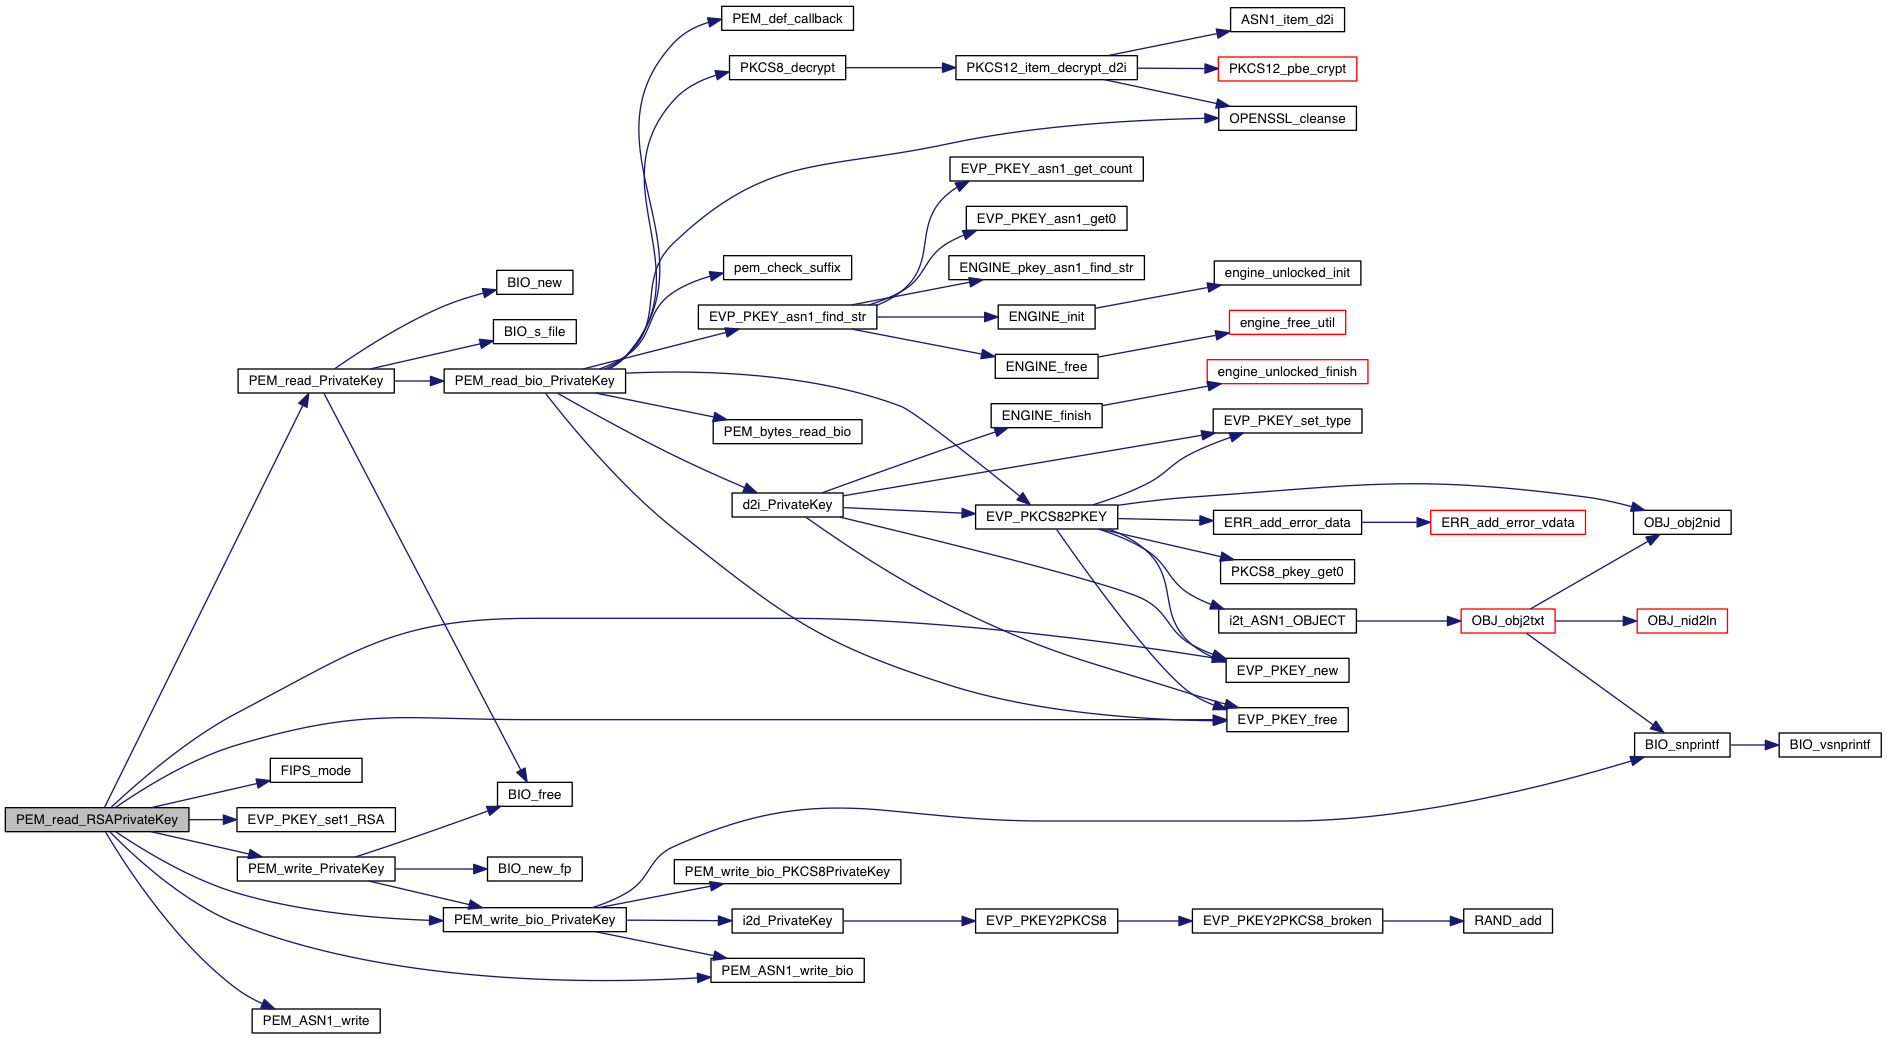 PEM_def_callback
ASN1_item_d2i
PKCS8_decrypt
PKCS12_item_decrypt_d2i
PKCS12_pbe_crypt
OPENSSL_cleanse
EVP_PKEY_asn1_get_count
EVP_PKEY_asn1_get0
pem_check_suffix
ENGINE_pkey_asn1_find_str
engine_unlocked_init
BIO_new
EVP_PKEY_asn1_find_str
ENGINE_init
engine_free_util
BIO_s_file
ENGINE_free
engine_unlocked_finish
PEM_read_PrivateKey
PEM_read_bio_PrivateKey
ENGINE_finish
EVP_PKEY_set_type
PEM_bytes_read_bio
d2i_PrivateKey
EVP_PKCS82PKEY
ERR_add_error_data
ERR_add_error_vdata
OBJ_obj2nid
PKCS8_pkey_get0
i2t_ASN1_OBJECT
OBJ_obj2txt
OBJ_nid2ln
EVP_PKEY_new
EVP_PKEY_free
BIO_snprintf
BIO_vsnprintf
FIPS_mode
BIO_free
PEM_read_RSAPrivateKey
EVP_PKEY_set1_RSA
PEM_write_PrivateKey
BIO_new_fp
PEM_write_bio_PKCS8PrivateKey
PEM_write_bio_PrivateKey
i2d_PrivateKey
EVP_PKEY2PKCS8
EVP_PKEY2PKCS8_broken
RAND_add
PEM_ASN1_write_bio
PEM_ASN1_write